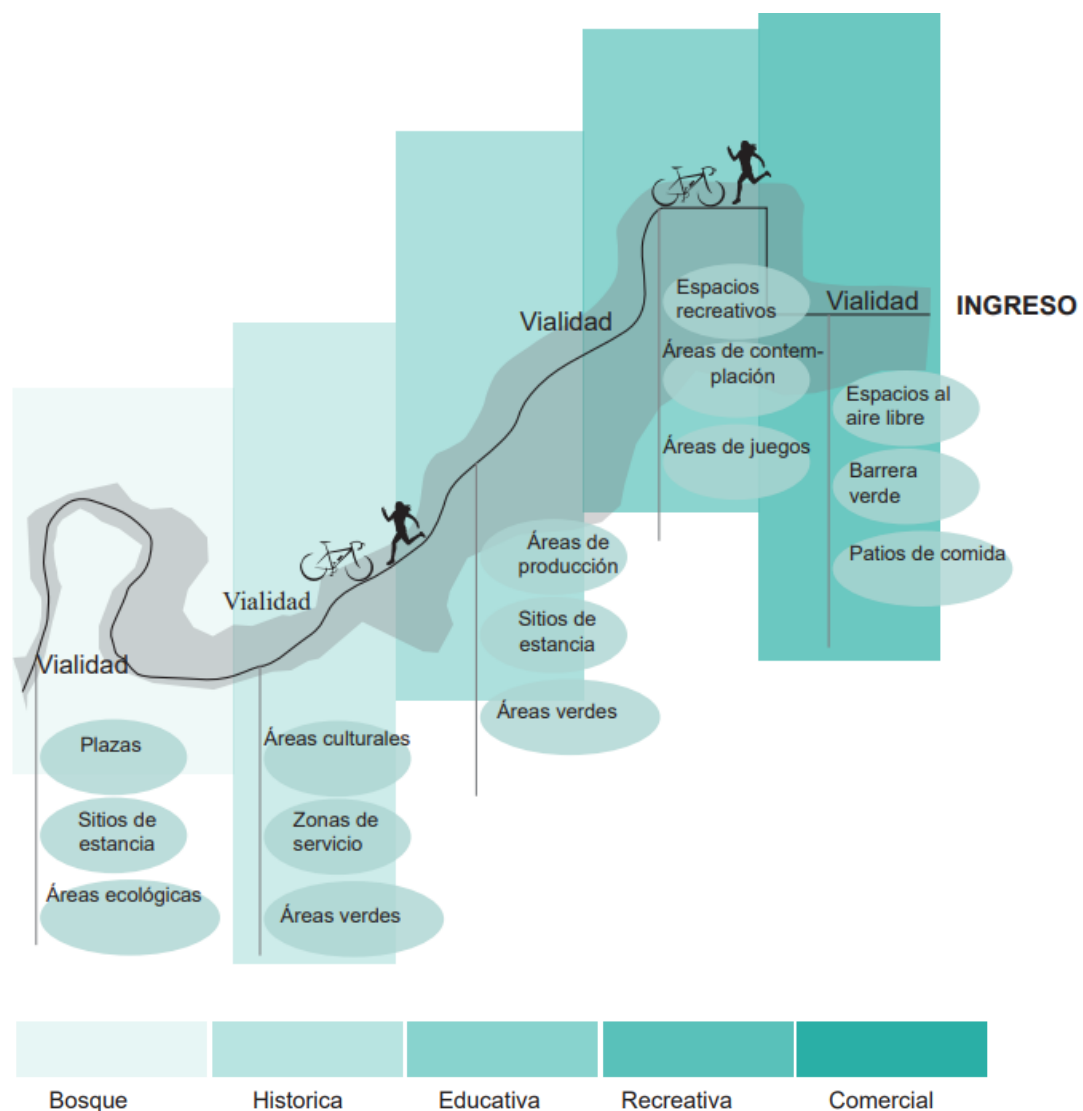 Vialidad
INGRESO
Espacios
recreativos
Áreas de contem-
plación
Áreas de juegos
Espacios al
aire libre
Barrera
verde
Patios de comida
Vialidad
Áreas de
producción
Sitios de
estancia
Áreas verdes
Vialidad
Áreas culturales
Zonas de
servicio
Áreas verdes
Vialidad
Plazas
Sitios de
estancia
Áreas ecológicas
Bosque
Historica
Educativa
Recreativa
Comercial